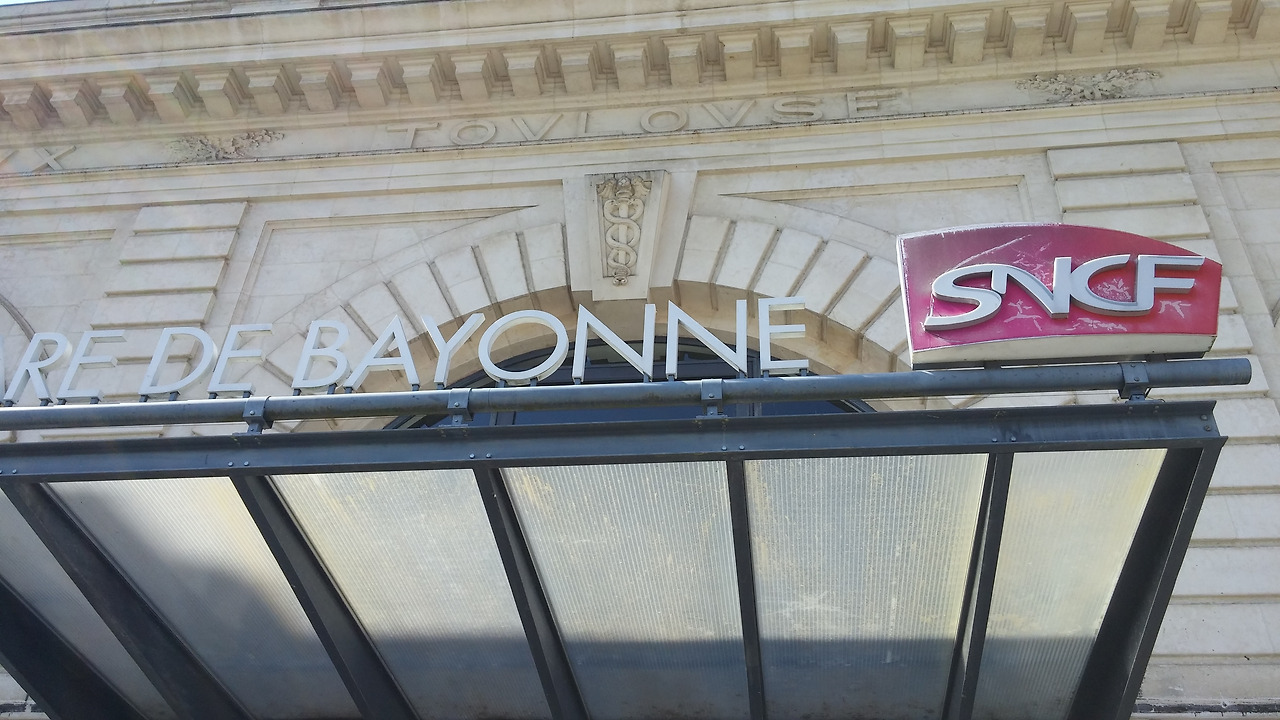 X TOVLOVSE
ARE DE BAYONNE
SNCF